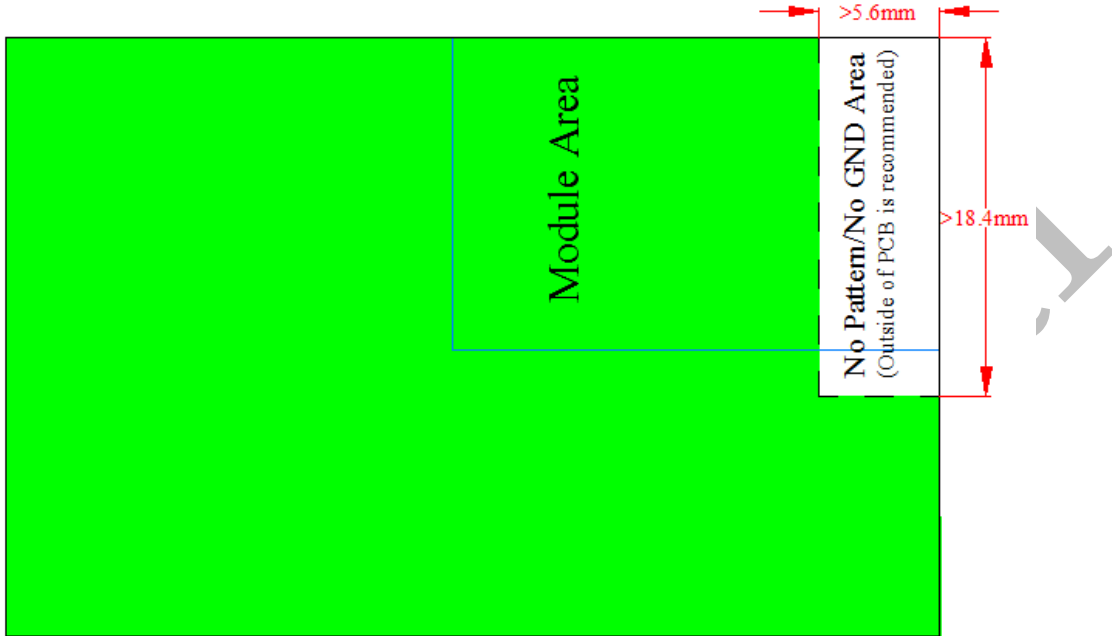 >5.6mm
Module Area
No Pattern/No GND Area
(Outside of PCB is recommended)
>18.4mm